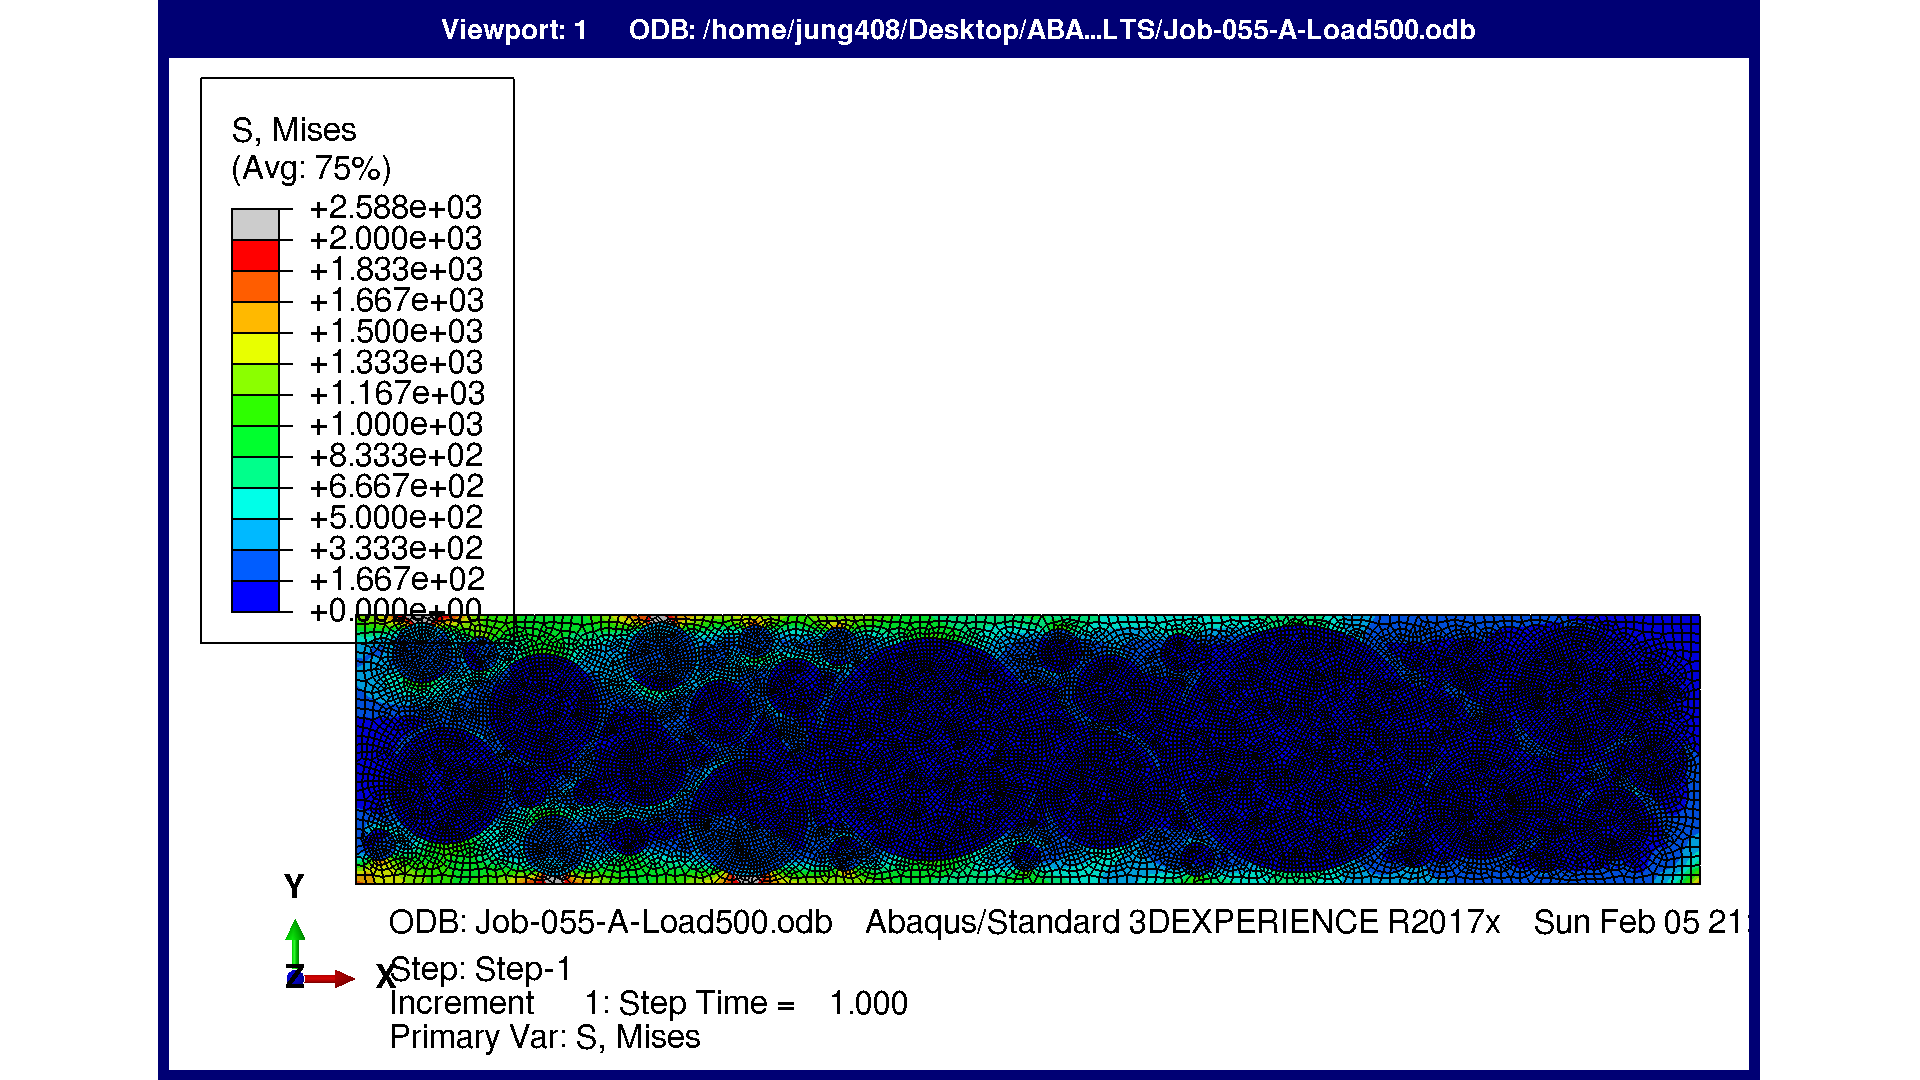 Viewport: 1 ODB: /home/jung408/Desktop/ABA...LTS/Job-055-A-Load500.odb
S, Mises
(Avg: 75%)
+2.588e+03
+2.000e+03
+1.833e+03
+1.667e+03
+1.500e+03
+1.333e+03
+1.167e+03
+1.000e+03
+8.333e+02
+6.667e+02
+5.000e+02
+3.333e+02
+1.667e+02
+0.000e+00
Y
Z
X
ODB: Job-055-A-Load500.odb Abaqus/Standard 3DEXPERIENCE R2017x Sun Feb 05 21:
Step: Step-1
Increment 1: Step Time = 1.000
Primary Var: S, Mises